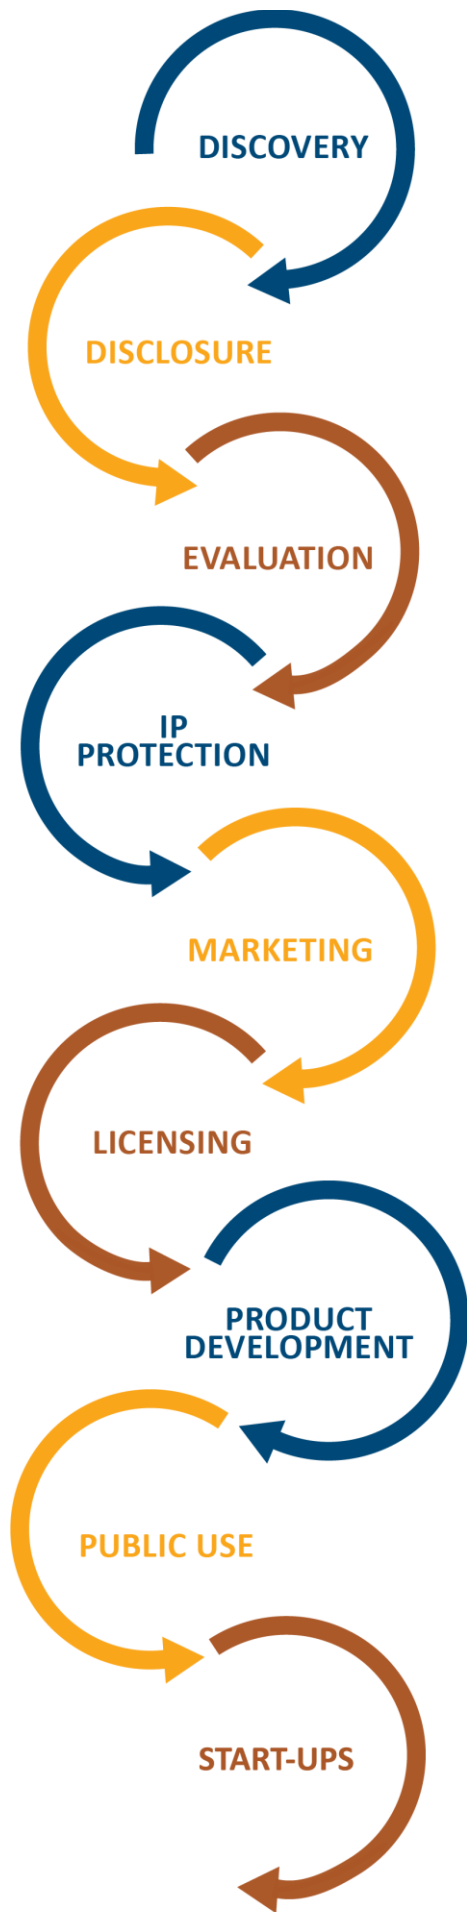 DISCOVERY
DISCLOSURE
EVALUATION
IP
PROTECTION
MARKETING
LICENSING
PRODUCT
DEVELOPMENT
PUBLIC USE
START-UPS